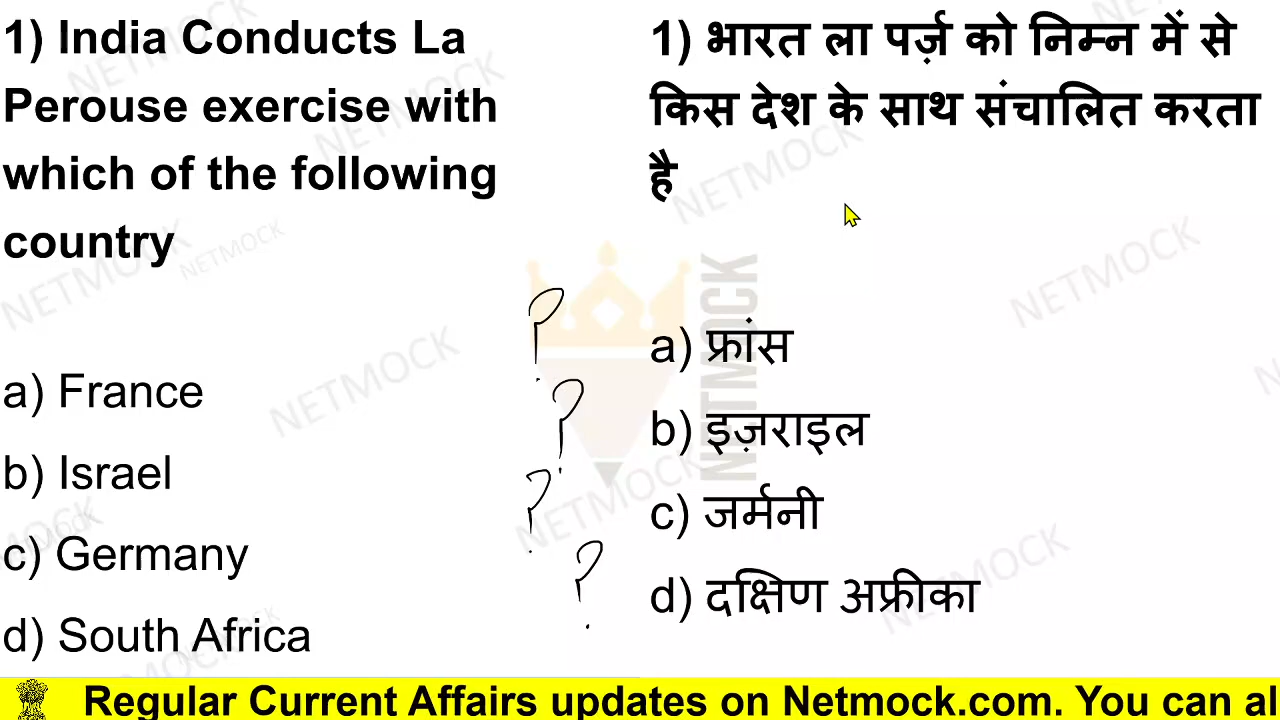 1) India Conducts La
Perouse exercise with
which of the following
country
a) France
b) Israel
c) Germany
d) South Africa
1) भारत ला पर्ज़ को निम्न में से
किस देश के साथ संचालित करता
है
a) फ्रांस
b) इज़राइल
c) जर्मनी
d) दक्षिण अफ्रीका
?
?
?
?
NETMOCK
Regular Current Affairs updates on Netmock.com. You can al